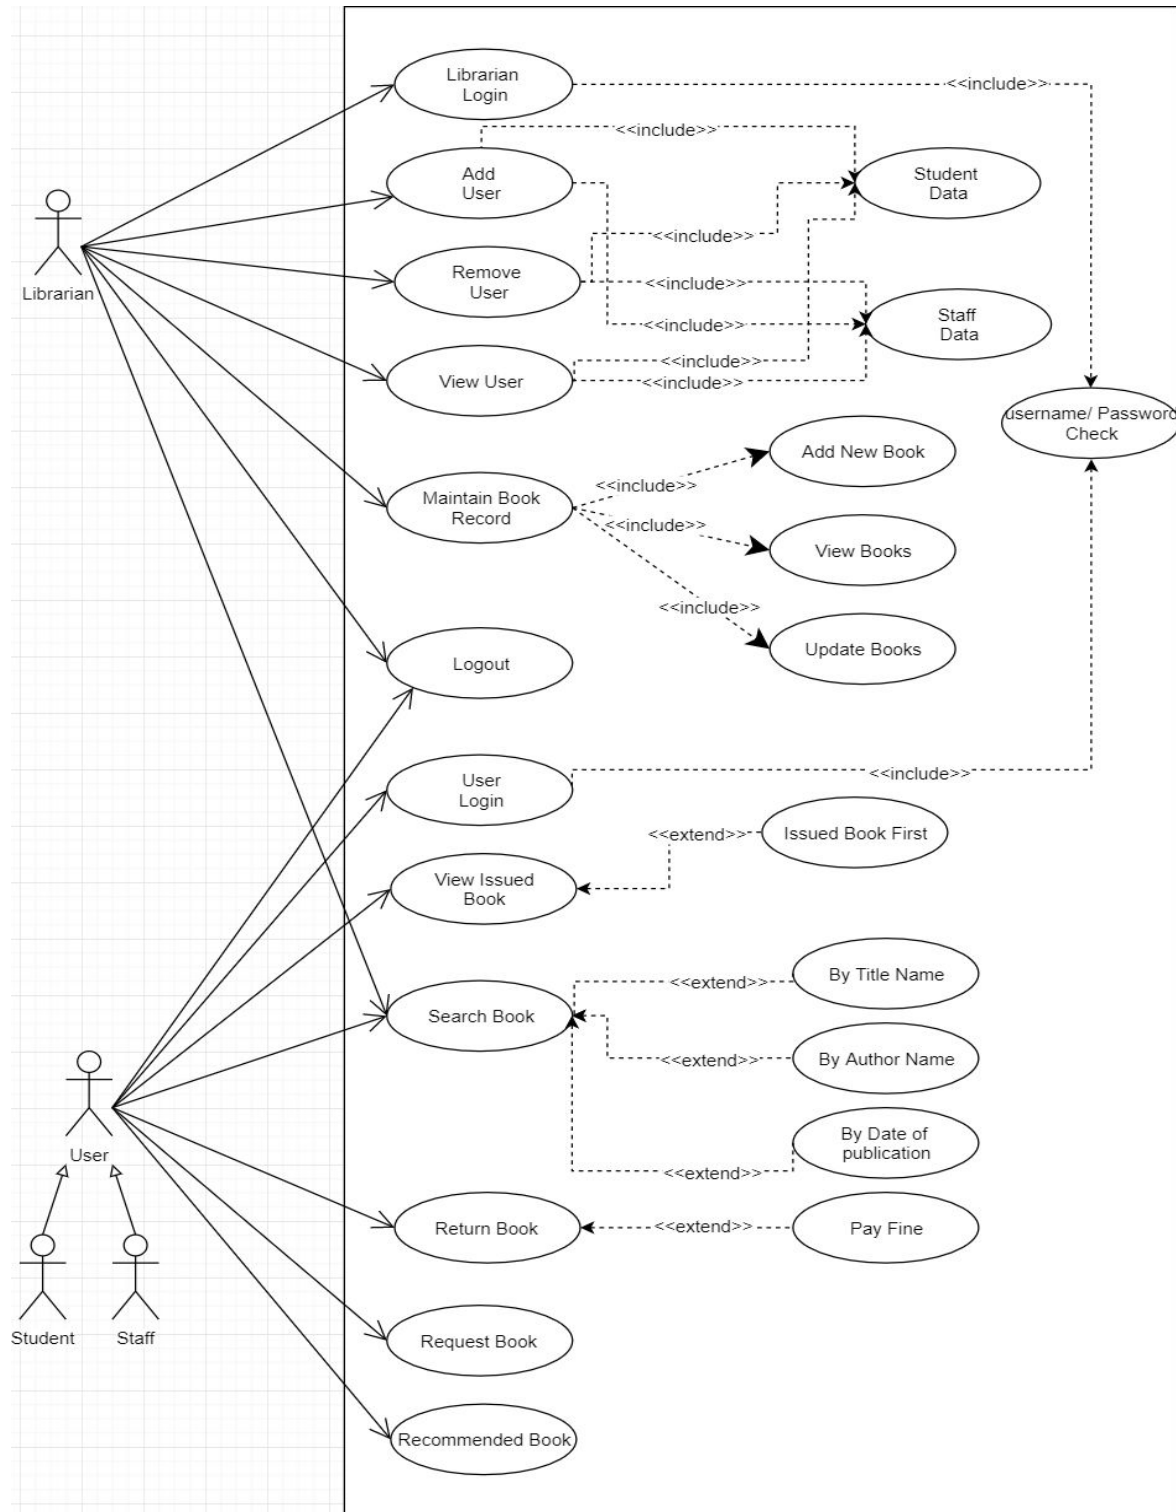 Librarian
Login
<<include>>
<<include>>
Add
User
Student
Data
<<include>>
Remove
User
<<include>>
Librarian
Staff
Data
<<include>>
<<include>>
View User
<<include>>
username/ Password
Check
Add New Book
<<include>>
Maintain Book
Record
<<include>>
View Books
<<include>>
Update Books
Logout
User
Login
<<include>>
<<extend>>
Issued Book First
View Issued
Book
By Title Name
<<extend>>
Search Book
<<extend>>
By Author Name
By Date of
publication
User
<<extend>>
Return Book
<<extend>>
Pay Fine
Student
Staff
Request Book
Recommended Book